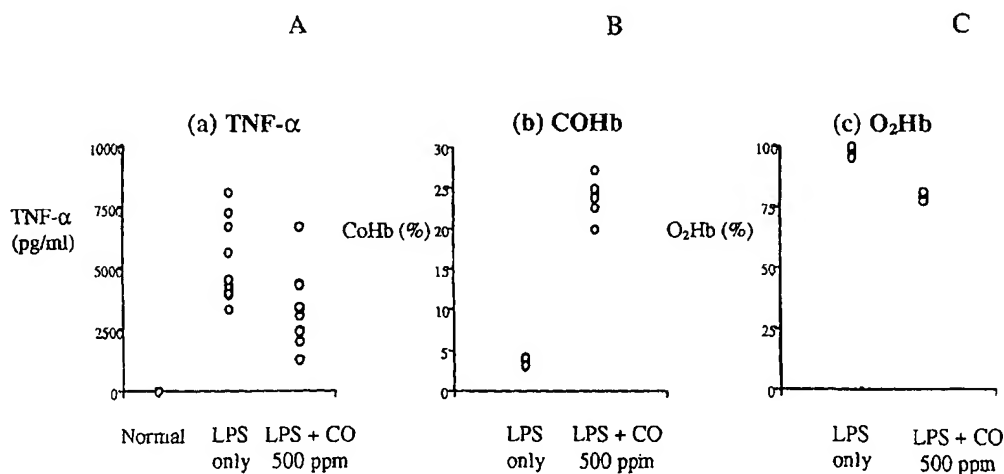 A
B
C
(a) TNF-α
TNF-α
(pg/ml)
10000
7500
5000
2500
0
Normal
LPS
only
LPS + CO
500 ppm
(b) COHb
CoHb (%)
30
25
20
15
10
5
0
LPS
only
LPS + CO
500 ppm
(c) O₂Hb
O₂Hb (%)
100
75
50
25
0
LPS
only
LPS + CO
500 ppm